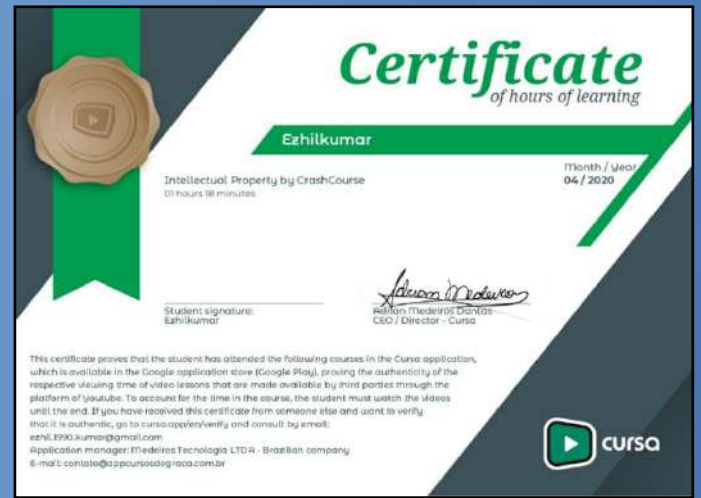 Certificate
of hours of learning
Ezhilkumar
Month / Year
04 / 2020
Intellectual Property by CrashCourse
01 hours 18 minutes
Adrian Medeiros
Student signature:
Ezhilkumar
Adrian Medeiros Dantas
CEO / Director - Cursa
This certificate proves that the student has attended the following courses in the Cursa application,
which is available in the Google application store (Google Play), proving the authenticity of the
respective viewing time of video lessons that are made available by third parties through the
platform of Youtube. To account for the time in the course, the student must watch the videos
until the end. If you have received this certificate from someone else and want to verify
that it is authentic, go to cursa.app/en/verify and consult by email:
ezhil.1990.kumar@gmail.com
Application manager: Medeiros Tecnologia LTDA - Brazilian company
E-mail: contato@appcursosdegraca.com.br
cursa